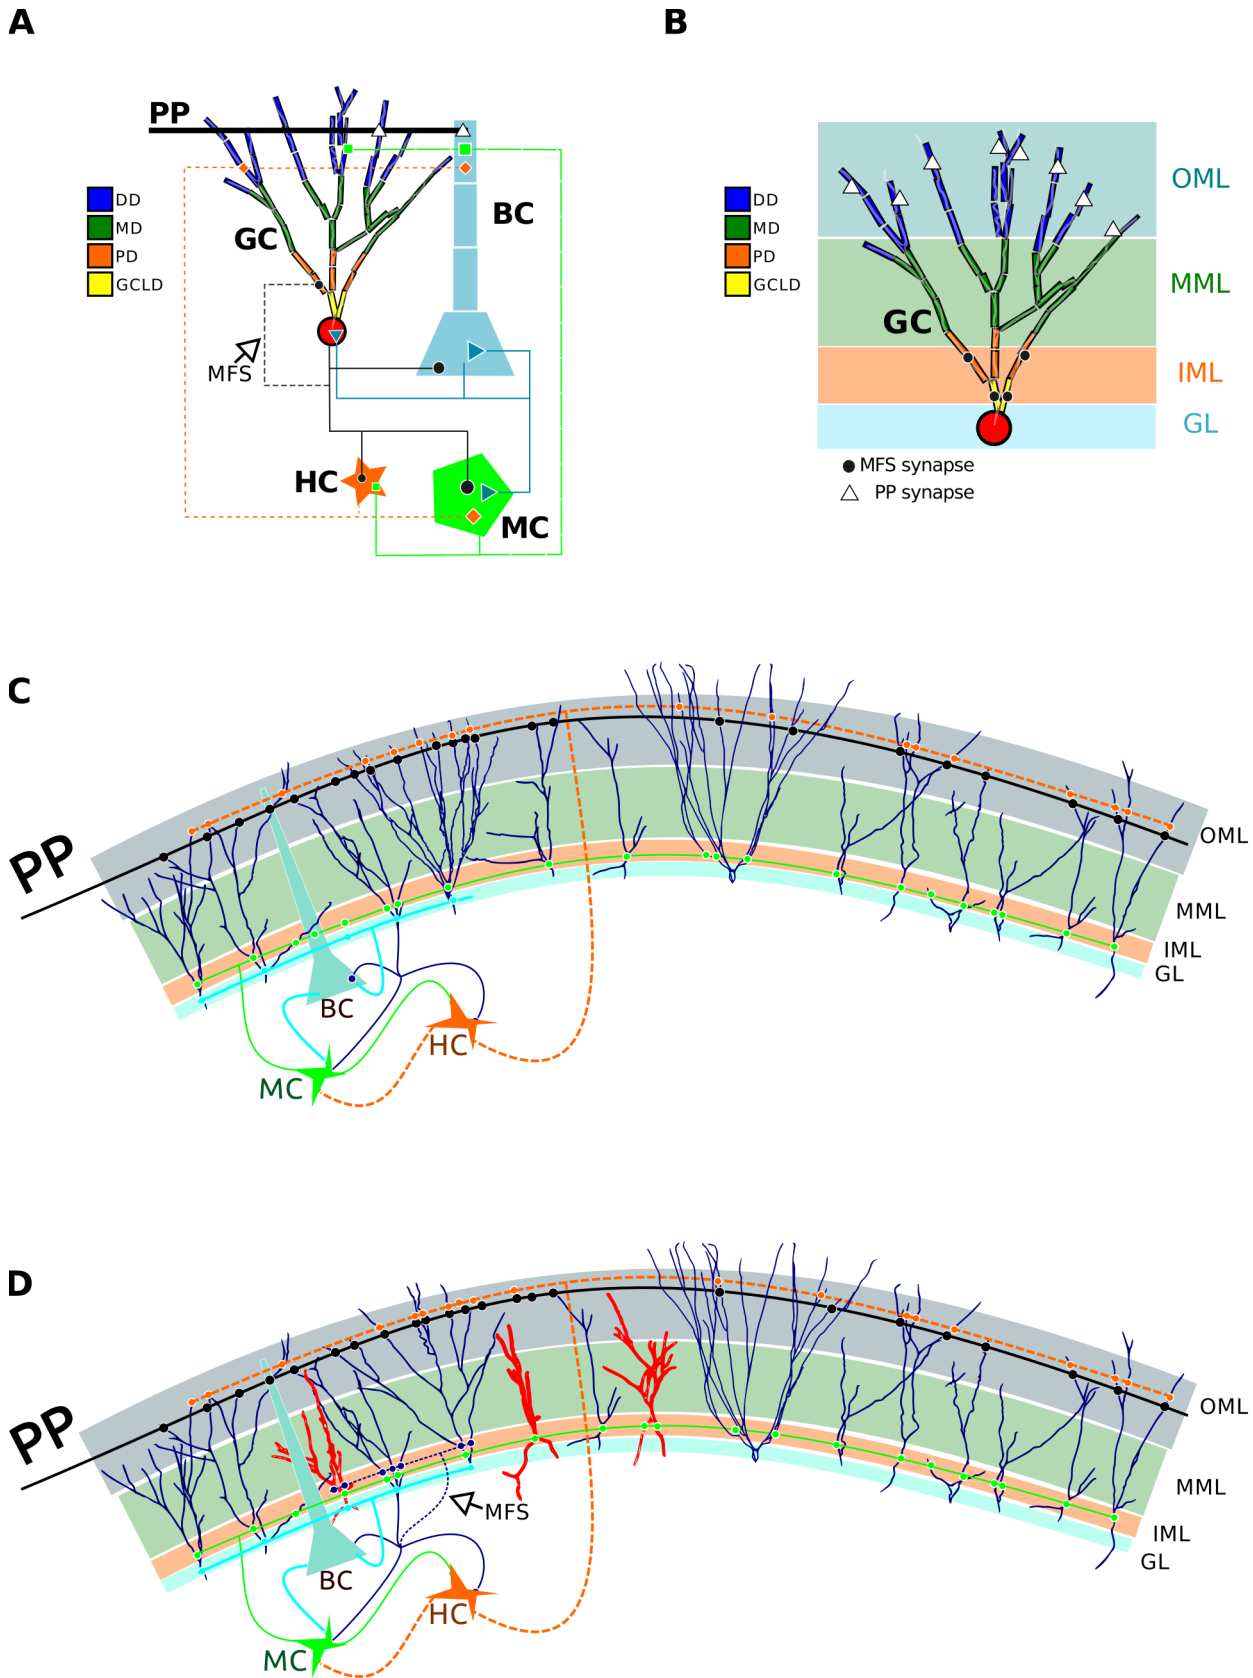 A
PP
DD
MD
PD
GCLD
GC
BC
MFS
HC
MC
B
DD
MD
PD
GCLD
GC
OML
MML
IML
GL
MFS synapse
PP synapse
C
PP
BC
HC
MC
OML
MML
IML
GL
D
PP
MFS
BC
HC
MC
OML
MML
IML
GL